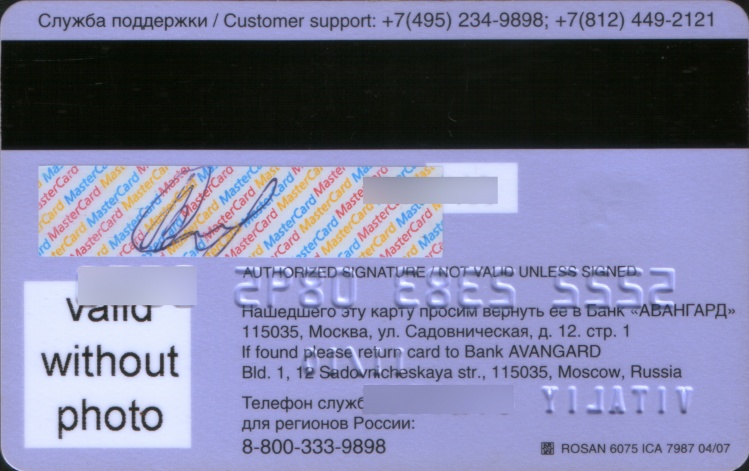 Служба поддержки / Customer support: +7(495) 234-9898; +7(812) 449-2121
MasterCard
AUTHORIZED SIGNATURE / NOT VALID UNLESS SIGNED
valid
without
photo
Нашедшего эту карту просим вернуть ее в Банк «АВАНГАРД»
115035, Москва, ул. Садовническая, д. 12. стр. 1
If found please return card to Bank AVANGARD
Bld. 1, 12 Sadovnicheskaya str., 115035, Moscow, Russia
VITALIY
Телефон
для регионов России:
8-800-333-9898
ROSAN 6075 ICA 7987 04/07